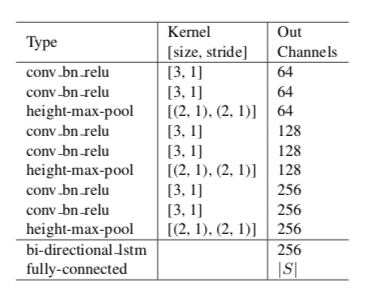 Type Kernel [size, stride] Out Channels
conv_bn_relu [3, 1] 64
conv_bn_relu [3, 1] 64
height-max-pool [(2, 1), (2, 1)] 64
conv_bn_relu [3, 1] 128
conv_bn_relu [3, 1] 128
height-max-pool [(2, 1), (2, 1)] 128
conv_bn_relu [3, 1] 256
conv_bn_relu [3, 1] 256
height-max-pool [(2, 1), (2, 1)] 256
bi-directional_lstm 256
fully-connected |S|